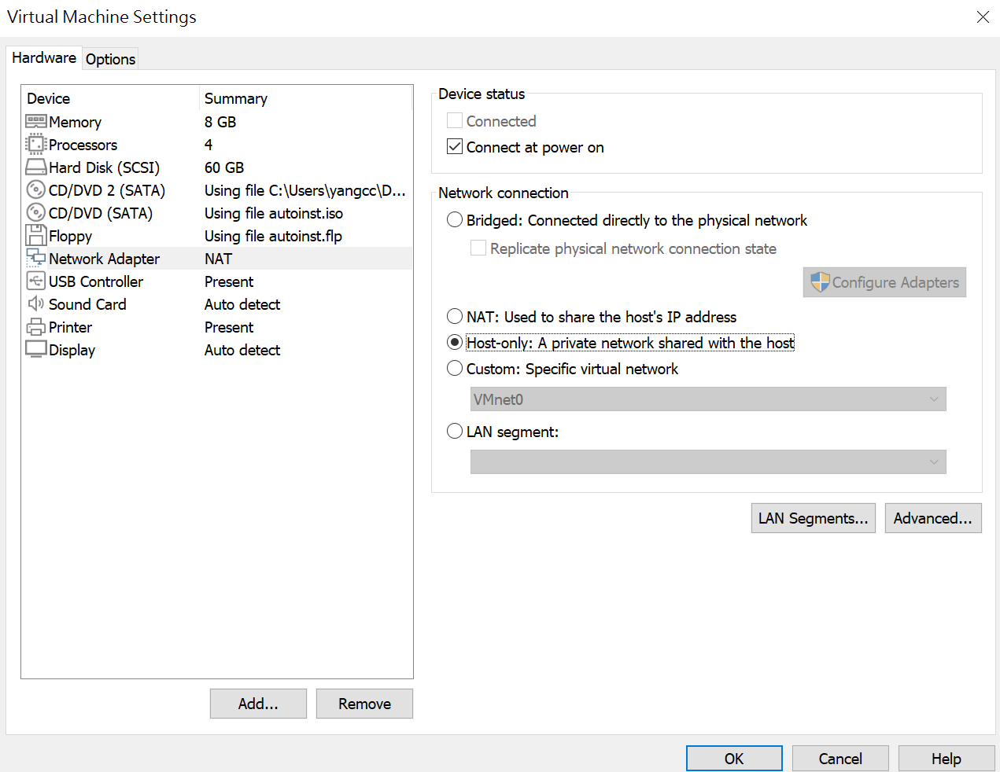 Virtual Machine Settings
Hardware Options
Device Summary
Memory 8 GB
Processors 4
Hard Disk (SCSI) 60 GB
CD/DVD 2 (SATA) Using file C:\Users\yangcc\D...
CD/DVD (SATA) Using file autoinst.iso
Floppy Using file autoinst.flp
Network Adapter NAT
USB Controller Present
Sound Card Auto detect
Printer Present
Display Auto detect
Add... Remove
Device status
Connected
Connect at power on
Network connection
Bridged: Connected directly to the physical network
Replicate physical network connection state
Configure Adapters
NAT: Used to share the host's IP address
Host-only: A private network shared with the host
Custom: Specific virtual network
VMnet0
LAN segment:
LAN Segments... Advanced...
OK Cancel Help